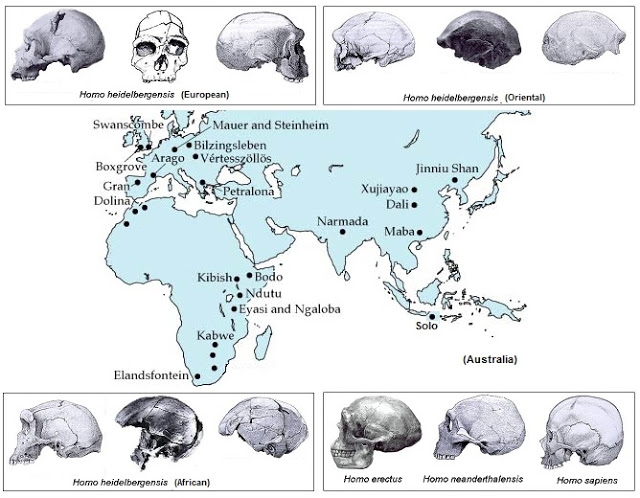 Homo heidelbergensis (European)
Homo heidelbergensis, (Oriental)
Swanscombe
Mauer and Steinheim
Boxgrove
Arago
Bilzingsleben
Vértesszöllös
Gran
Dolina
Petralona
Jinniu Shan
Xujiayao
Dali
Narmada
Maba
Kibish
Bodo
Ndutu
Eyasi and Ngaloba
Solo
Kabwe
(Australia)
Elandsfontein
Homo heidelbergensis (African)
Homo erectus
Homo neanderthalensis
Homo sapiens